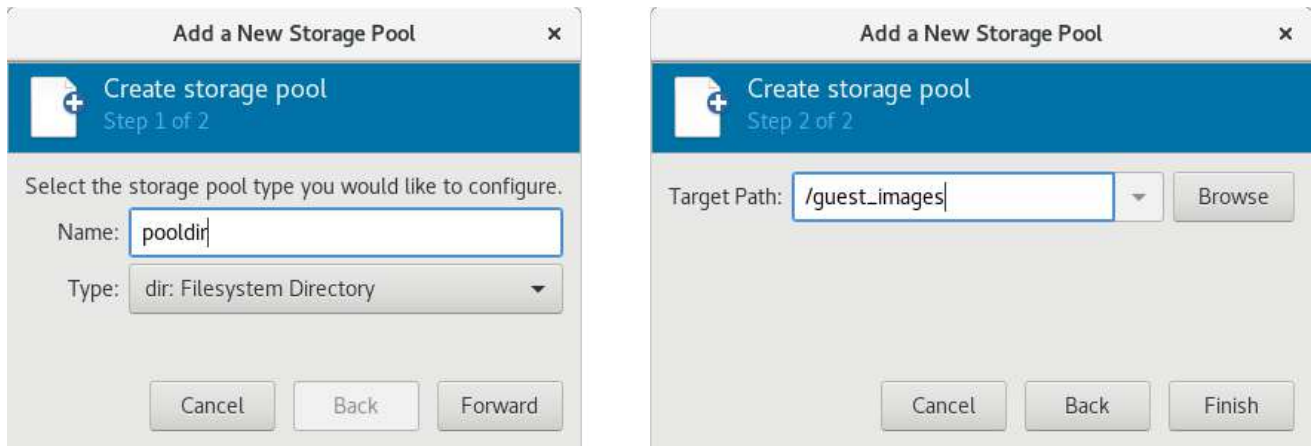 Add a New Storage Pool ×
Create storage pool
Step 1 of 2
Select the storage pool type you would like to configure.
Name: pooldir
Type: dir: Filesystem Directory
Cancel Back Forward
Add a New Storage Pool ×
Create storage pool
Step 2 of 2
Target Path: /guest_images Browse
Cancel Back Finish